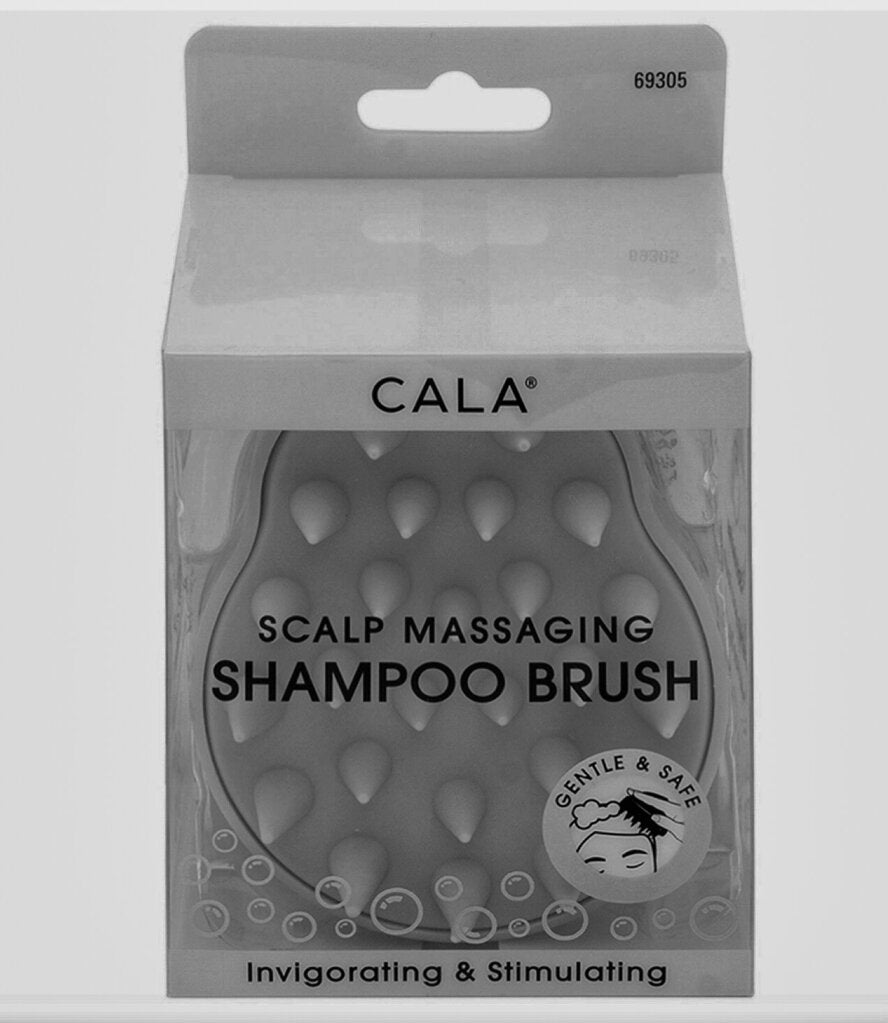 69305
CALA®
SCALP MASSAGING
SHAMPOO BRUSH
GENTLE & SAFE
Invigorating & Stimulating